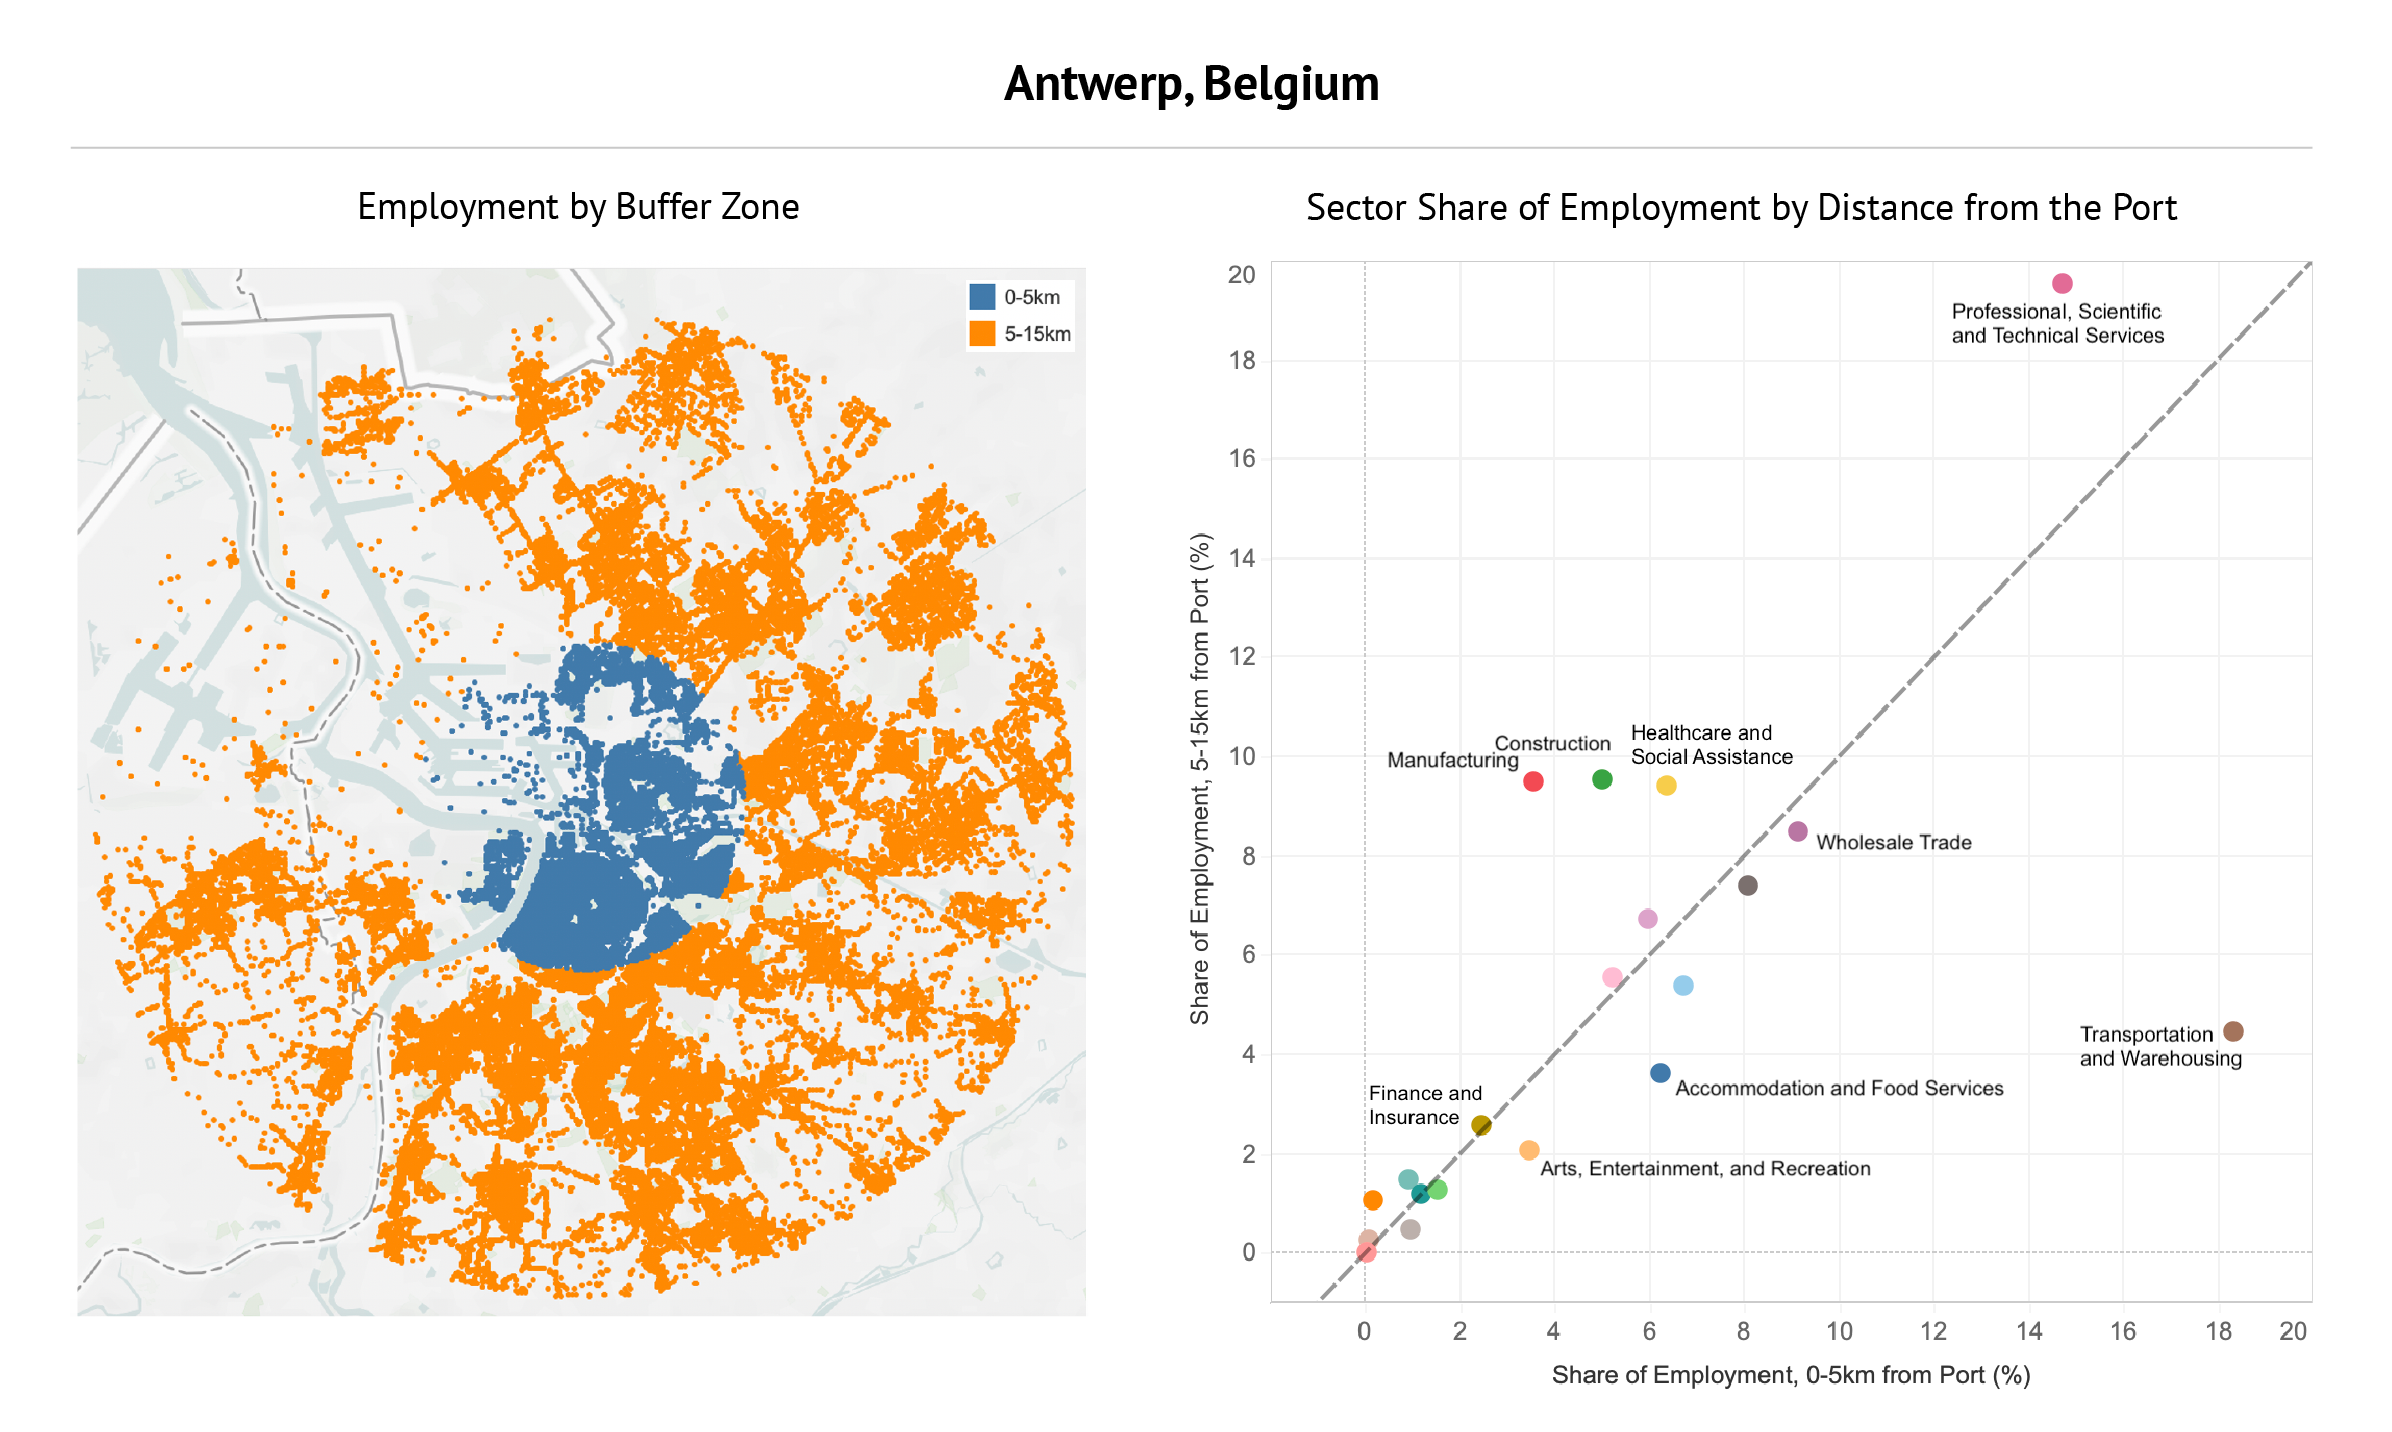 Antwerp, Belgium
Employment by Buffer Zone
0-5km
5-15km
Sector Share of Employment by Distance from the Port
Share of Employment, 5-15km from Port (%)
20
18
16
14
12
10
8
6
4
2
0
Professional, Scientific
and Technical Services
Manufacturing
Construction
Healthcare and
Social Assistance
Wholesale Trade
Transportation
and Warehousing
Accommodation and Food Services
Finance and
Insurance
Arts, Entertainment, and Recreation
0 2 4 6 8 10 12 14 16 18 20
Share of Employment, 0-5km from Port (%)